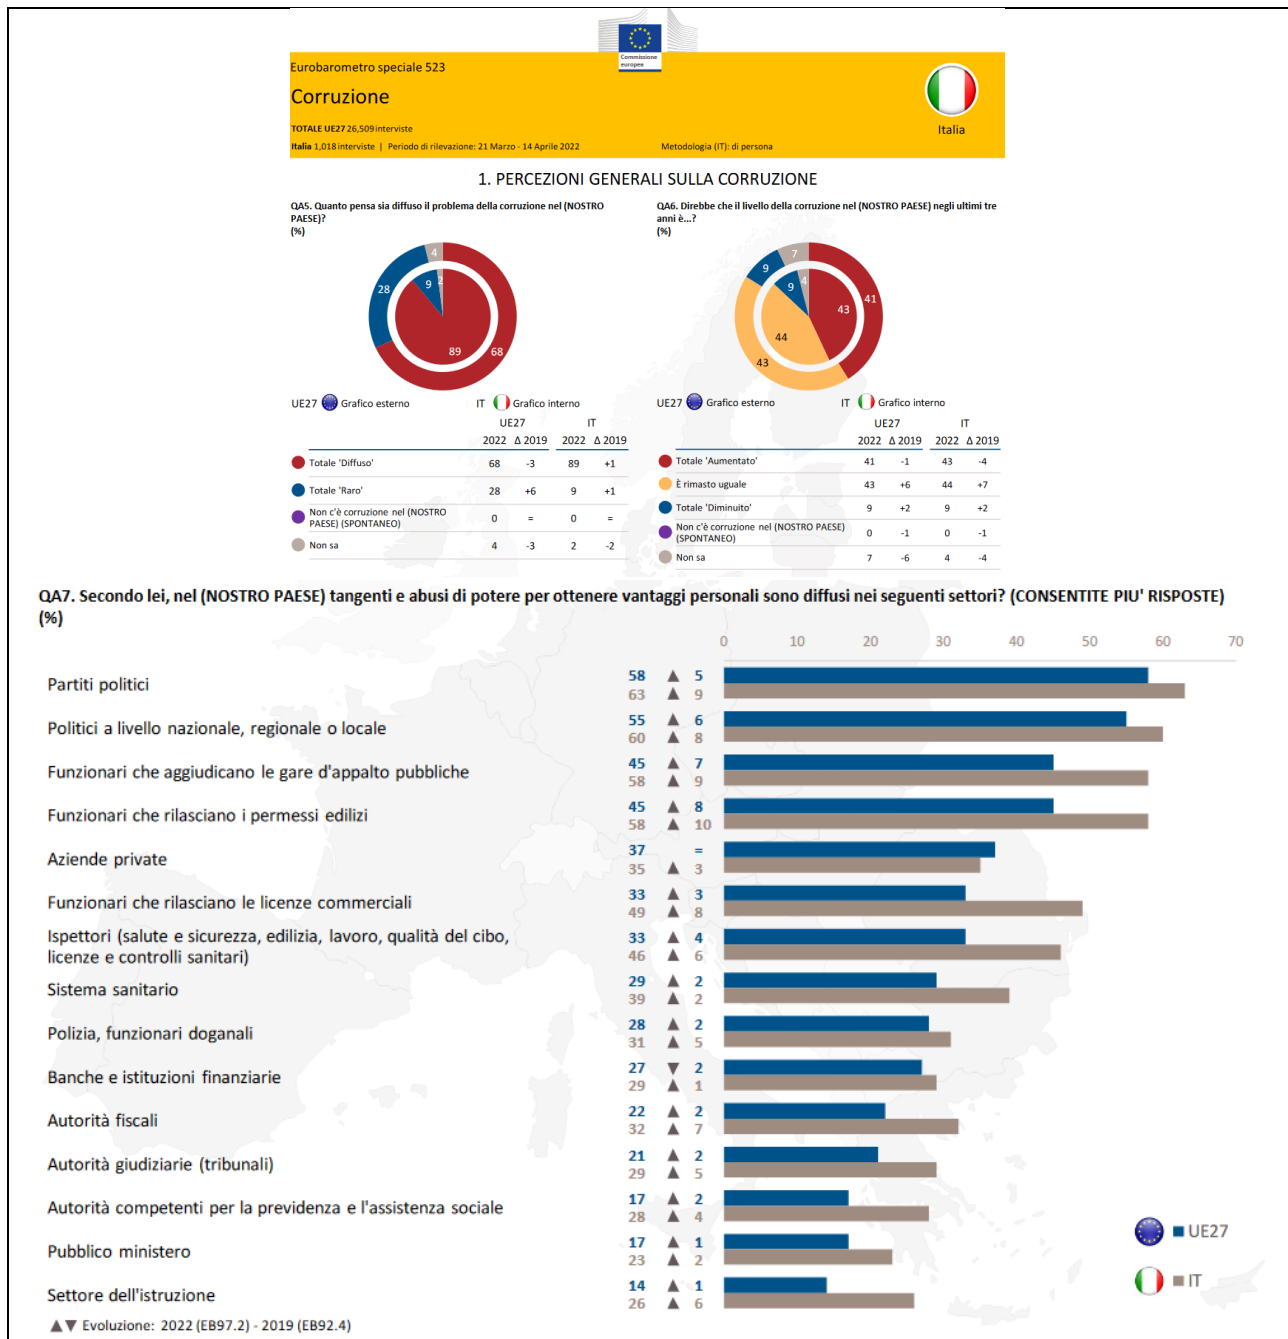 Commissione
europea
Eurobarometro speciale 523
Corruzione
TOTALE UE27 26,509 interviste
Italia 1,018 interviste | Periodo di rilevazione: 21 Marzo - 14 Aprile 2022
Metodologia (IT): di persona
Italia
1. PERCEZIONI GENERALI SULLA CORRUZIONE
QA5. Quanto pensa sia diffuso il problema della corruzione nel (NOSTRO
PAESE)?
(%)
4
28
9
2
89
68
UE27 Grafico esterno IT Grafico interno
UE27 IT
2022 Δ 2019 2022 Δ 2019
Totale 'Diffuso' 68 -3 89 +1
Totale 'Raro' 28 +6 9 +1
Non c'è corruzione nel (NOSTRO
PAESE) (SPONTANEO) 0 = 0 =
Non sa 4 -3 2 -2
QA6. Direbbe che il livello della corruzione nel (NOSTRO PAESE) negli ultimi tre
anni è...?
(%)
7
9
4
9
41
43
44
43
UE27 Grafico esterno IT Grafico interno
UE27 IT
2022 Δ 2019 2022 Δ 2019
Totale 'Aumentato' 41 -1 43 -4
È rimasto uguale 43 +6 44 +7
Totale 'Diminuito' 9 +2 9 +2
Non c'è corruzione nel (NOSTRO PAESE)
(SPONTANEO) 0 -1 0 -1
Non sa 7 -6 4 -4
QA7. Secondo lei, nel (NOSTRO PAESE) tangenti e abusi di potere per ottenere vantaggi personali sono diffusi nei seguenti settori? (CONSENTITE PIU' RISPOSTE)
(%)
0 10 20 30 40 50 60 70
Partiti politici
58 ▲ 5
63 ▲ 9
Politici a livello nazionale, regionale o locale
55 ▲ 6
60 ▲ 8
Funzionari che aggiudicano le gare d'appalto pubbliche
45 ▲ 7
58 ▲ 9
Funzionari che rilasciano i permessi edilizi
45 ▲ 8
58 ▲ 10
Aziende private
37 =
35 ▲ 3
Funzionari che rilasciano le licenze commerciali
33 ▲ 3
49 ▲ 8
Ispettori (salute e sicurezza, edilizia, lavoro, qualità del cibo,
licenze e controlli sanitari)
33 ▲ 4
46 ▲ 6
Sistema sanitario
29 ▲ 2
39 ▲ 2
Polizia, funzionari doganali
28 ▲ 2
31 ▲ 5
Banche e istituzioni finanziarie
27 ▼ 2
29 ▲ 1
Autorità fiscali
22 ▲ 2
32 ▲ 7
Autorità giudiziarie (tribunali)
21 ▲ 2
29 ▲ 5
Autorità competenti per la previdenza e l'assistenza sociale
17 ▲ 2
28 ▲ 4
Pubblico ministero
17 ▲ 1
23 ▲ 2
Settore dell'istruzione
14 ▲ 1
26 ▲ 6
UE27
IT
▲▼ Evoluzione: 2022 (EB97.2) - 2019 (EB92.4)